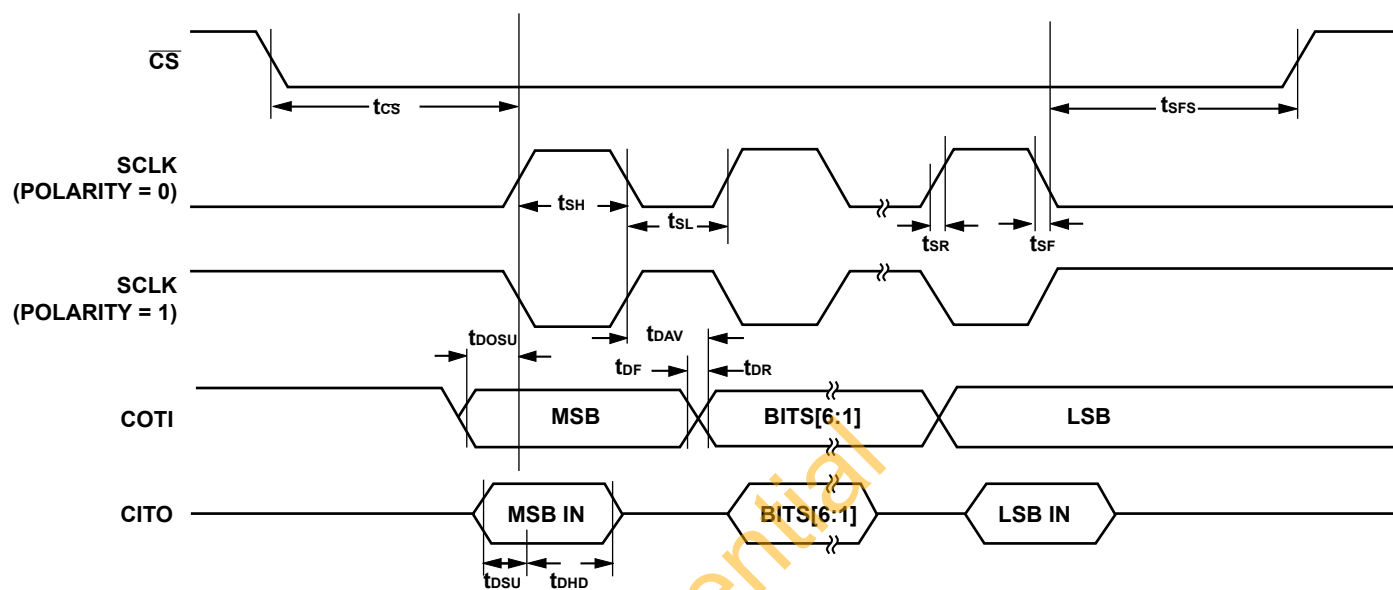 CS
tCS
tSFS
SCLK
(POLARITY = 0)
tSH
tSL
tSR
tSF
SCLK
(POLARITY = 1)
tDOSU
tDAV
tDF
tDR
COTI
MSB
BITS[6:1]
LSB
CITO
MSB IN
BITS[6:1]
LSB IN
tDSU
tDHD